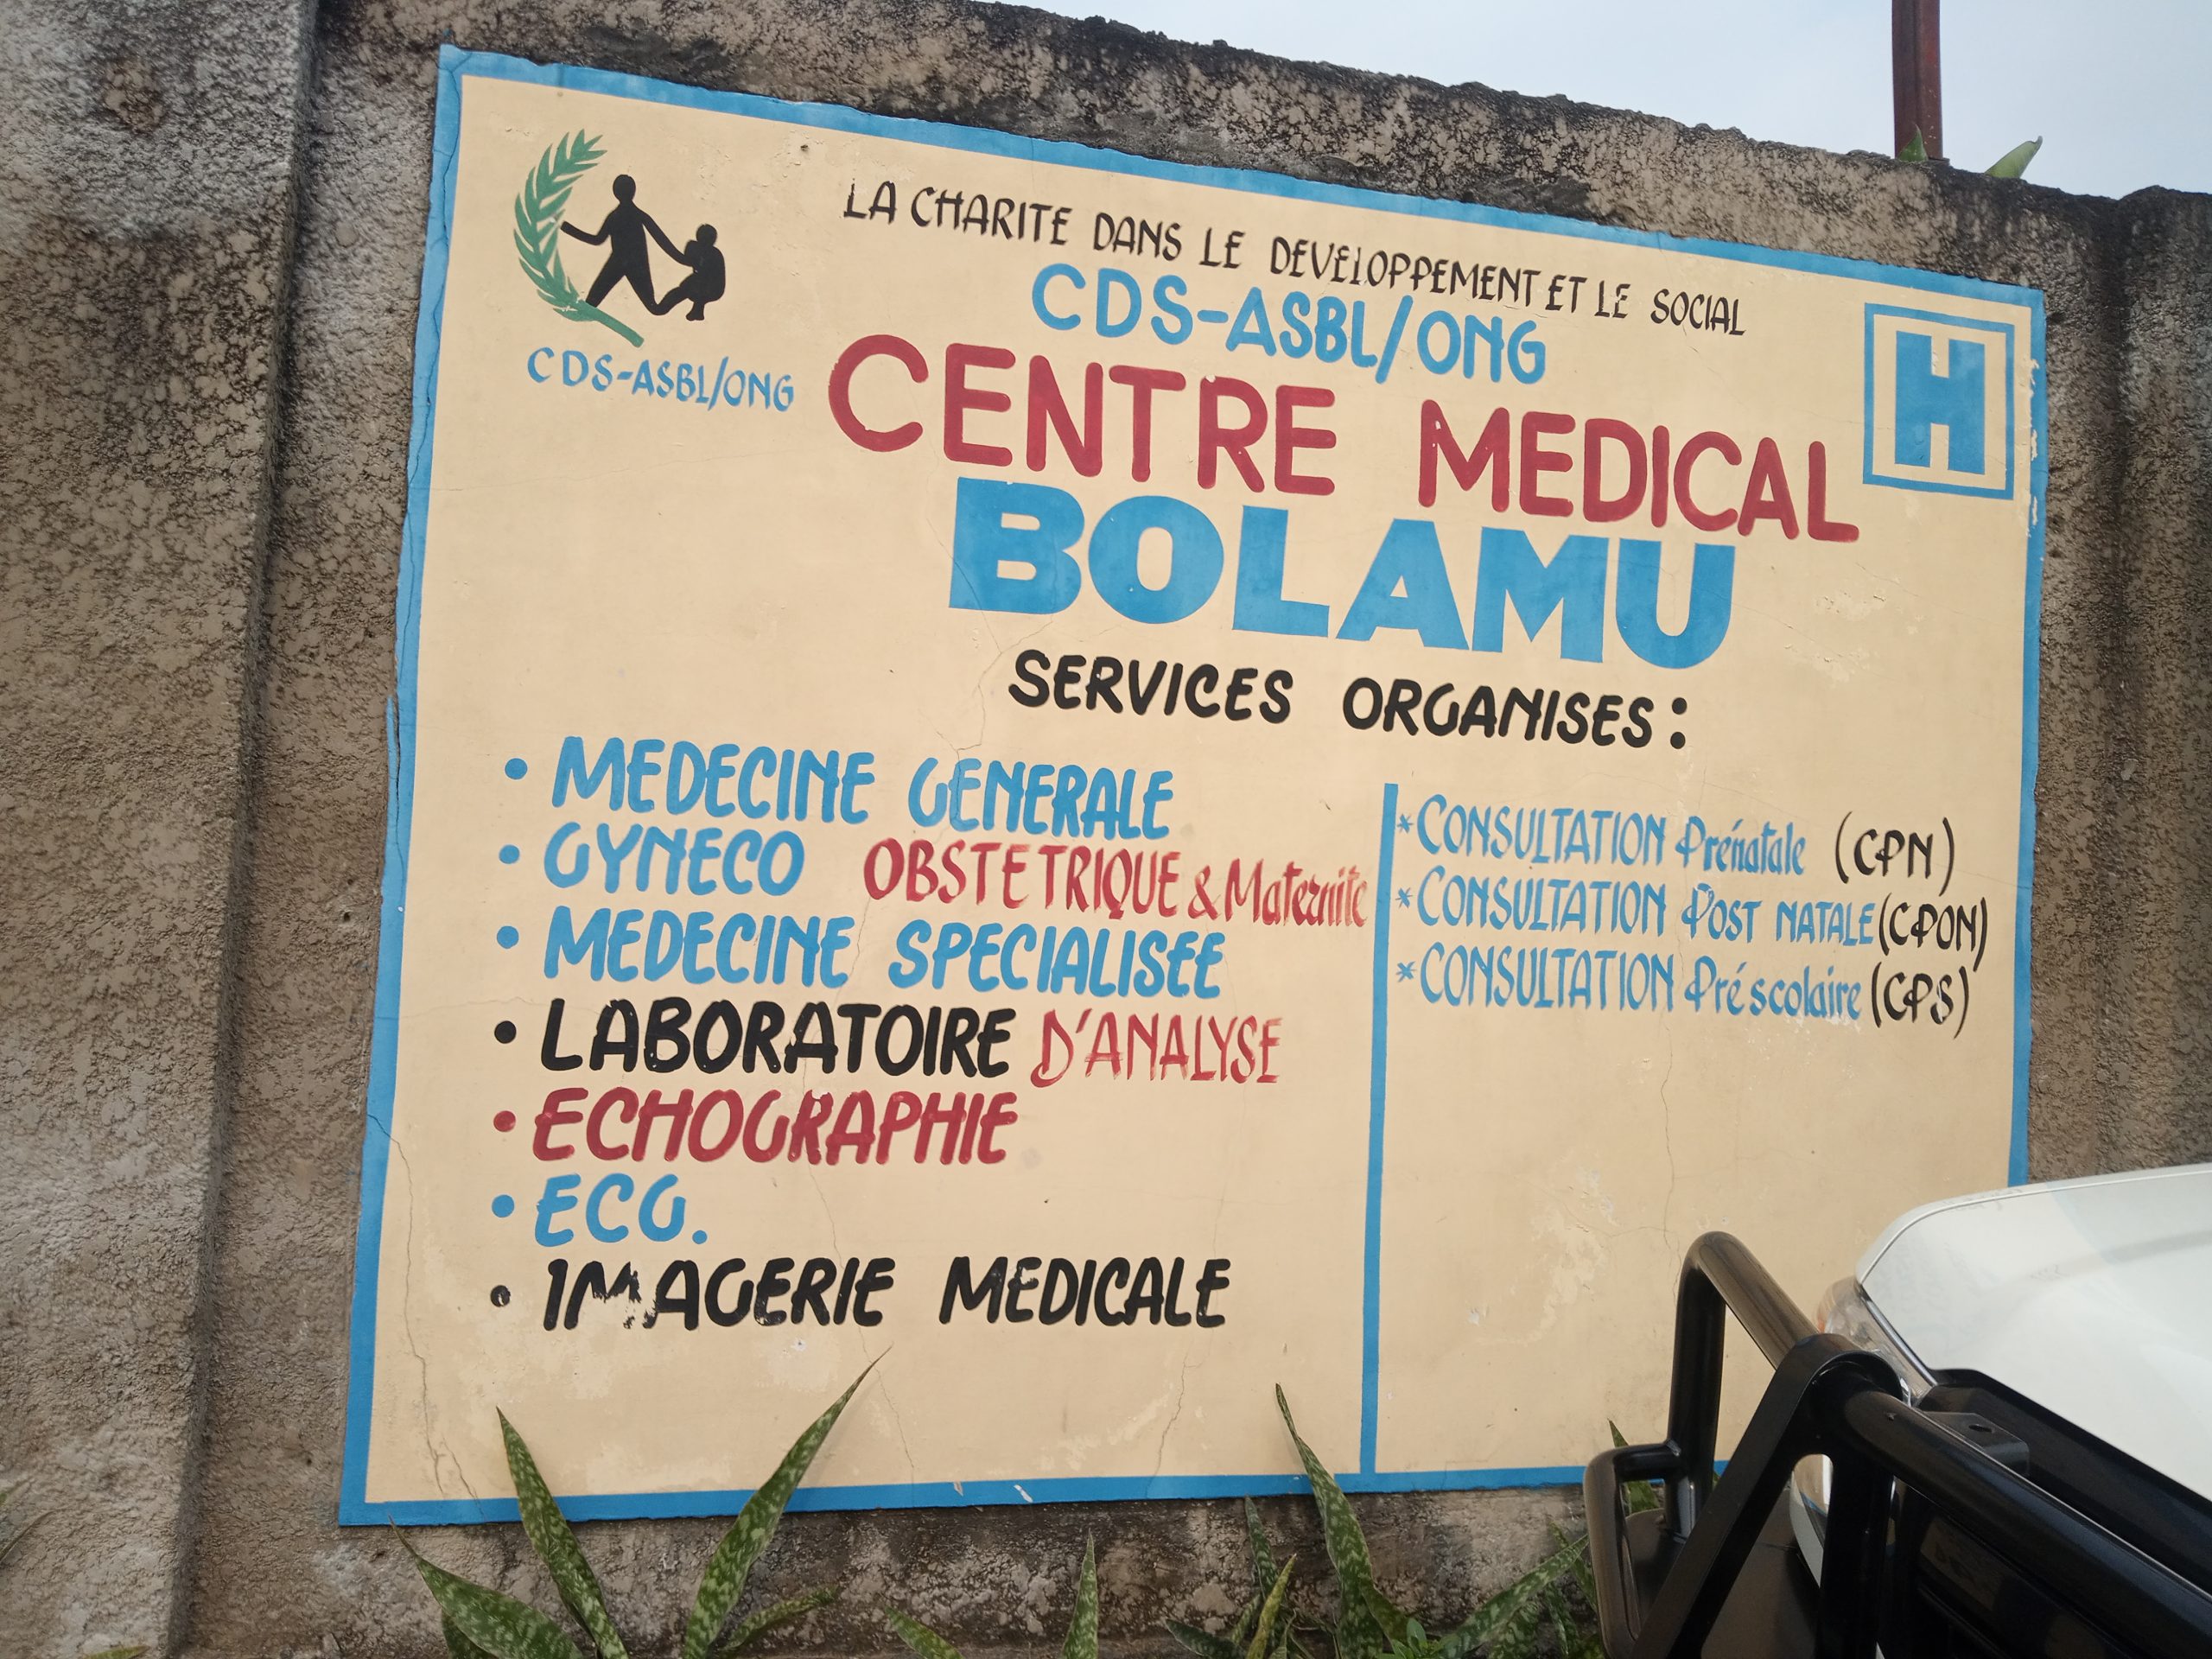 LA CHARITE DANS LE DEVELOPPEMENT ET LE SOCIAL
CDS-ASBL/ONG
CDS-ASBL/ONG
H
CENTRE MEDICAL
BOLAMU
SERVICES ORGANISES :
• MEDECINE GENERALE
• GYNECO OBSTETRIQUE & Maternite
• MEDECINE SPECIALISEE
• LABORATOIRE D'ANALYSE
• ECHOGRAPHIE
• ECG.
• IMAGERIE MEDICALE
* CONSULTATION Prénatale (CPN)
* CONSULTATION POST NATALE (CPON)
* CONSULTATION Préscolaire (CPS)